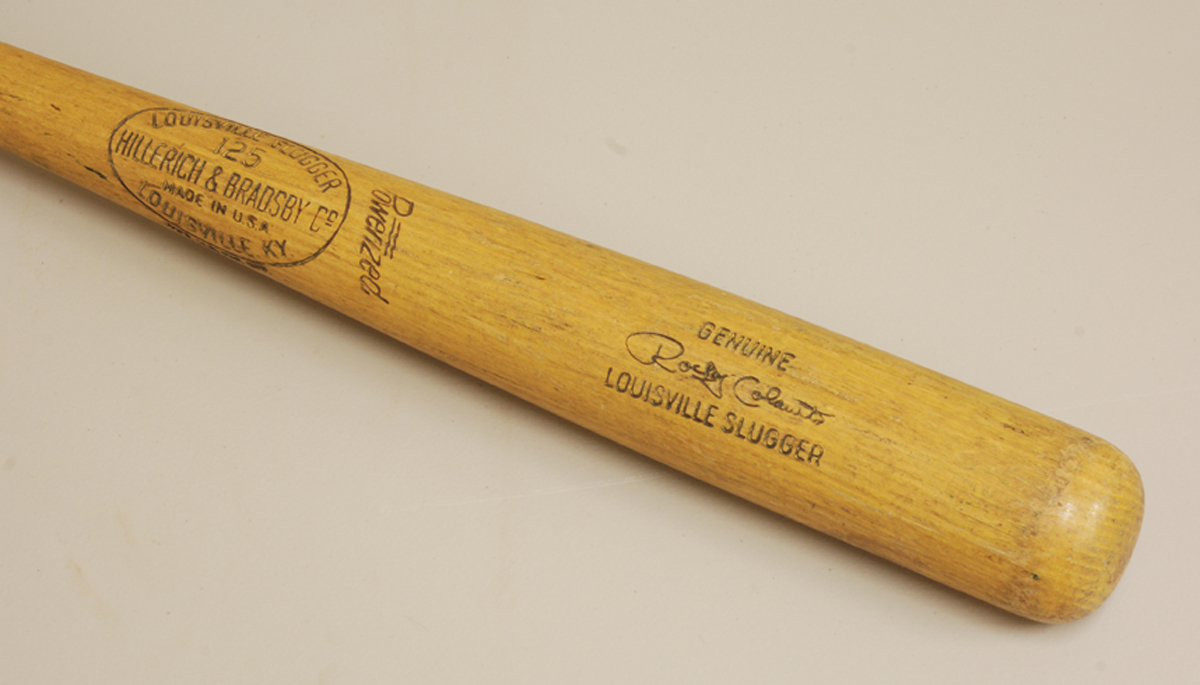 LOUISVILLE SLUGGER
125
HILLERICH & BRADSBY Co
MADE IN U.S.A
LOUISVILLE KY.
Powerized
GENUINE
Rocky Colavito
LOUISVILLE SLUGGER